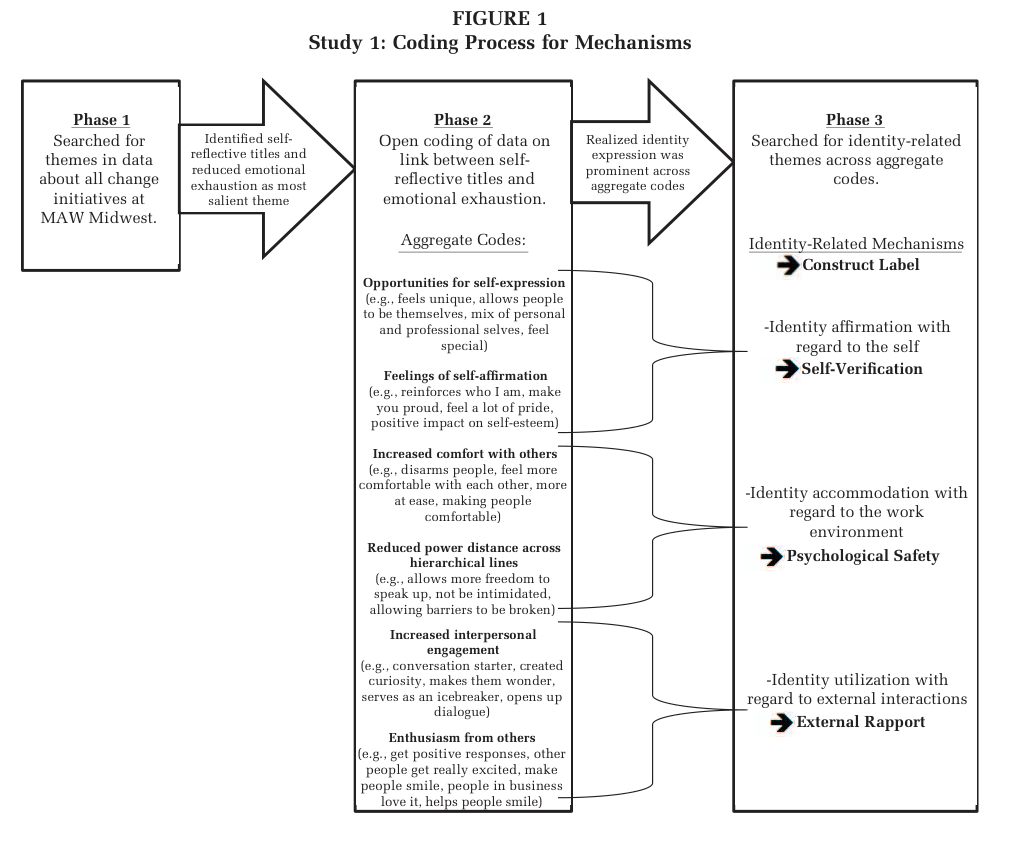 FIGURE 1
Study 1: Coding Process for Mechanisms
Phase 1
Searched for
themes in data
about all change
initiatives at
MAW Midwest.
Identified self-
reflective titles and
reduced emotional
exhaustion as most
salient theme
Phase 2
Open coding of data on
link between self-
reflective titles and
emotional exhaustion.
Aggregate Codes:
Opportunities for self-expression
(e.g., feels unique, allows people
to be themselves, mix of personal
and professional selves, feel
special)
Feelings of self-affirmation
(e.g., reinforces who I am, make
you proud, feel a lot of pride,
positive impact on self-esteem)
Increased comfort with others
(e.g., disarms people, feel more
comfortable with each other, more
at ease, making people
comfortable)
Reduced power distance across
hierarchical lines
(e.g., allows more freedom to
speak up, not be intimidated,
allowing barriers to be broken)
Increased interpersonal
engagement
(e.g., conversation starter, created
curiosity, makes them wonder,
serves as an icebreaker, opens up
dialogue)
Enthusiasm from others
(e.g., get positive responses, other
people get really excited, make
people smile, people in business
love it, helps people smile)
Realized identity
expression was
prominent across
aggregate codes
Phase 3
Searched for identity-related
themes across aggregate
codes.
Identity-Related Mechanisms
Construct Label
-Identity affirmation with
regard to the self
Self-Verification
-Identity accommodation with
regard to the work
environment
Psychological Safety
-Identity utilization with
regard to external interactions
External Rapport